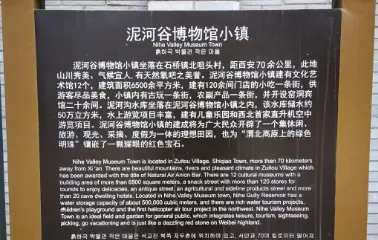 泥河谷博物馆小镇
Nihe Valley Museum Town
泥河谷博物馆小镇坐落在石桥镇北咀头村，距西安70余公里，此地
山川秀美、气候宜人，有天然氧吧之美誉，泥河谷博物馆小镇建有文化艺
术馆12个，建筑面积6500余平方米，建有120余间门店的小吃一条街，供
游客尽品美食，小镇内有古玩一条街，农副产品一条街，并开设窑洞宾
馆二十余间。泥河沟水库坐落在泥河谷博物馆小镇之内，该水库储水约
50万立方米，水上游览项目丰富，建有儿童乐园和西北首家直升机空中
游览项目。泥河谷博物馆小镇的建成将为广大民众开辟了一个集休闲、
旅游、观光、采摘、度假为一体的理想田园，也为“渭北高原上的绿色
明珠”镶嵌了一颗耀眼的红色宝石。
Nihe Valley Museum Town is located in Zuitou Village, Shiqiao Town, more than 70 kilometers
away from Xi'an. There are beautiful mountains, rivers and pleasant climate in Zuitou Village which
has been awarded with the title of Natural Air Anion Bar. There are 12 cultural museums with a
building area of more than 6500 square meters, a snack street with more than 120 stores for
tourists to enjoy delicacies, an antique street, an agricultural and sideline products street and more
than 20 cave dwelling hotels. Located in Nihe Valley Museum town, Nihe Gully Reservoir has a
water storage capacity of about 500,000 cubic meters, and there are rich water tourism projects,
children's playground and the first helicopter air tour project in the northwest. Nihe Valley Museum
Town is an ideal field and garden for general public, which integrates leisure, tourism, sightseeing,
picking, go vacationing and is just like a dazzling red stone on Weibei highland.